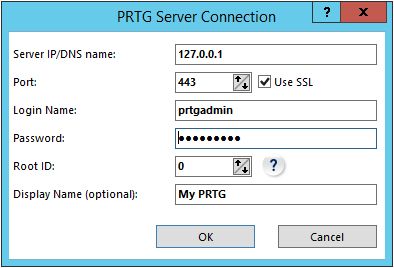 PRTG Server Connection ? x
Server IP/DNS name: 127.0.0.1
Port: 443 Use SSL
Login Name: prtgadmin
Password: •••••••••
Root ID: 0 ?
Display Name (optional): My PRTG
OK Cancel